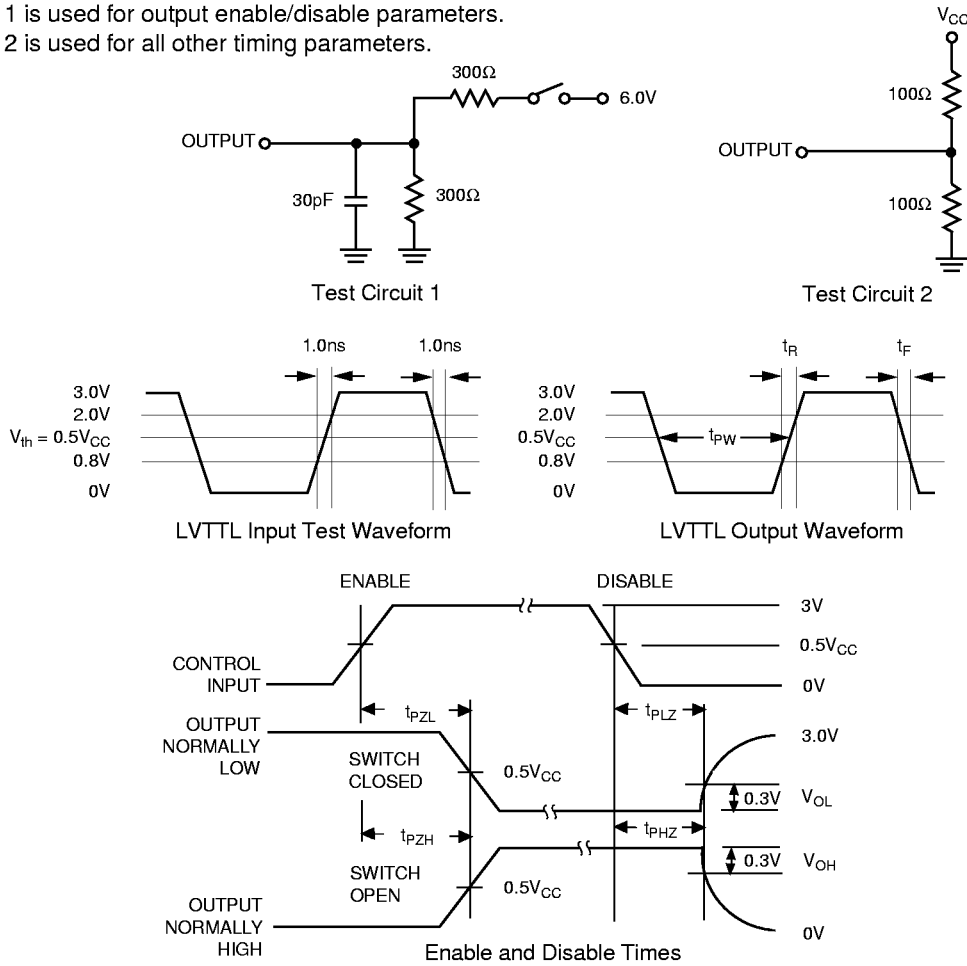 1 is used for output enable/disable parameters.
2 is used for all other timing parameters.
300Ω
6.0V
OUTPUT
30pF
300Ω
Test Circuit 1
VCC
100Ω
OUTPUT
100Ω
Test Circuit 2
1.0ns 1.0ns
3.0V
2.0V
Vth = 0.5VCC
0.8V
0V
LVTTL Input Test Waveform
tR tF
3.0V
2.0V
0.5VCC
tPW
0.8V
0V
LVTTL Output Waveform
ENABLE DISABLE
3V
0.5VCC
CONTROL
INPUT
0V
tPZL tPLZ
OUTPUT
NORMALLY
LOW
3.0V
SWITCH
CLOSED
0.5VCC
0.3V VOL
tPZH tPHZ
0.3V VOH
SWITCH
OPEN
0.5VCC
OUTPUT
NORMALLY
HIGH
0V
Enable and Disable Times